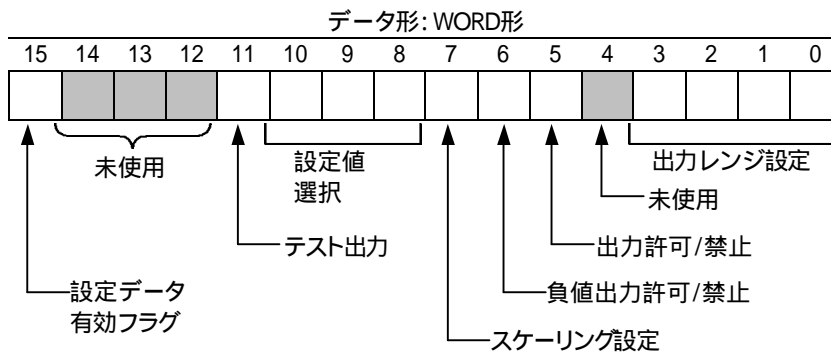 データ形: WORD形
15 14 13 12 11 10 9 8 7 6 5 4 3 2 1 0
未使用
設定値
選択
出力レンジ設定
未使用
テスト出力
出力許可/禁止
設定データ
有効フラグ
負値出力許可/禁止
スケーリング設定